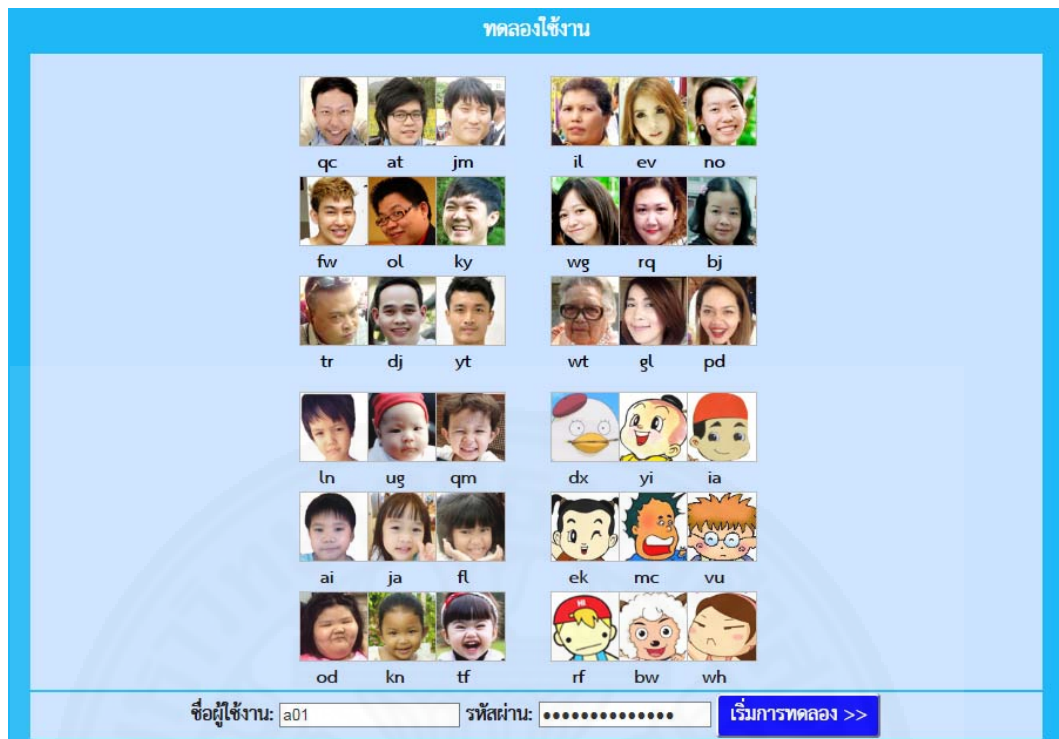 ทดลองใช้งาน
qc at jm il ev no
fw ol ky wg rq bj
tr dj yt wt gl pd
ln ug qm dx yi ia
ai ja fl ek mc vu
HI
od kn tf rf bw wh
ชื่อผู้ใช้งาน: a01 รหัสผ่าน: ●●●●●●●●●●●●●● เริ่มการทดลอง >>